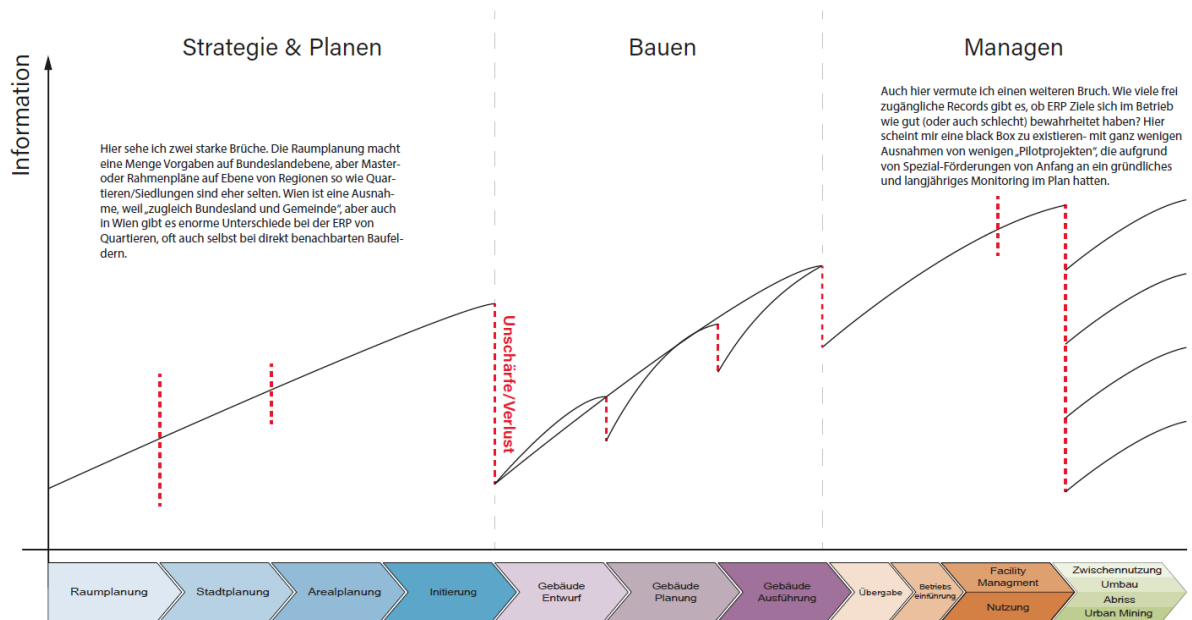 Strategie & Planen
Bauen
Managen
Information
Hier sehe ich zwei starke Brüche. Die Raumplanung macht
eine Menge Vorgaben auf Bundeslandebene, aber Master-
oder Rahmenpläne auf Ebene von Regionen so wie Quar-
tieren/Siedlungen sind eher selten. Wien ist eine Ausnah-
me, weil „zugleich Bundesland und Gemeinde“, aber auch
in Wien gibt es enorme Unterschiede bei der ERP von
Quartieren, oft auch selbst bei direkt benachbarten Baufel-
dern.
Auch hier vermute ich einen weiteren Bruch. Wie viele frei
zugängliche Records gibt es, ob ERP Ziele sich im Betrieb
wie gut (oder auch schlecht) bewahrheitet haben? Hier
scheint mir eine black Box zu existieren- mit ganz wenigen
Ausnahmen von wenigen „Pilotprojekten“, die aufgrund
von Spezial-Förderungen von Anfang an ein gründliches
und langjähriges Monitoring im Plan hatten.
Unschärfe/Verlust
Raumplanung
Stadtplanung
Arealplanung
Initierung
Gebäude
Entwurf
Gebäude
Planung
Gebäude
Ausführung
Übergabe
Betriebs
einführung
Facility
Managment
Nutzung
Zwischennutzung
Umbau
Abriss
Urban Mining